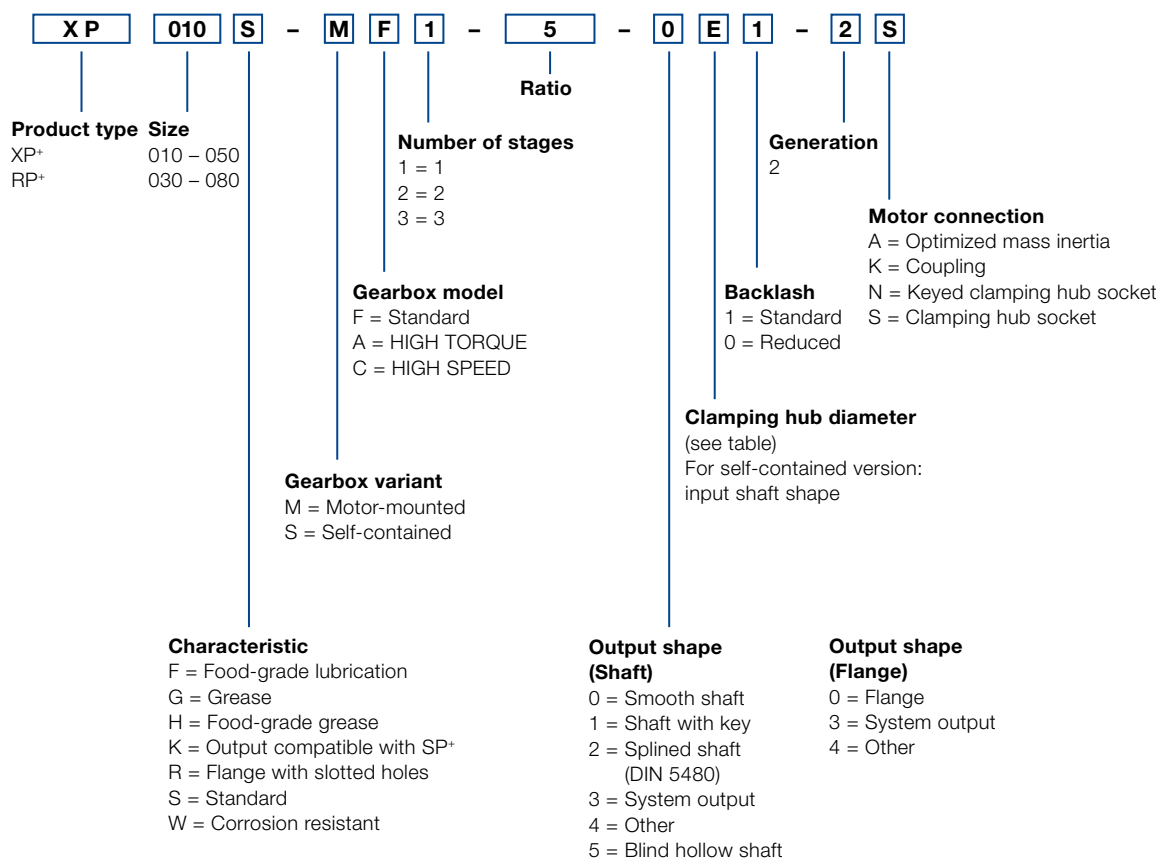 X P 010 S – M F 1 – 5 – 0 E 1 – 2 S
Ratio
Product type
XP⁺
RP⁺
Size
010 – 050
030 – 080
Number of stages
1 = 1
2 = 2
3 = 3
Generation
2
Motor connection
A = Optimized mass inertia
K = Coupling
N = Keyed clamping hub socket
S = Clamping hub socket
Gearbox model
F = Standard
A = HIGH TORQUE
C = HIGH SPEED
Backlash
1 = Standard
0 = Reduced
Clamping hub diameter
(see table)
For self-contained version:
input shaft shape
Gearbox variant
M = Motor-mounted
S = Self-contained
Characteristic
F = Food-grade lubrication
G = Grease
H = Food-grade grease
K = Output compatible with SP⁺
R = Flange with slotted holes
S = Standard
W = Corrosion resistant
Output shape
(Shaft)
0 = Smooth shaft
1 = Shaft with key
2 = Splined shaft
(DIN 5480)
3 = System output
4 = Other
5 = Blind hollow shaft
Output shape
(Flange)
0 = Flange
3 = System output
4 = Other